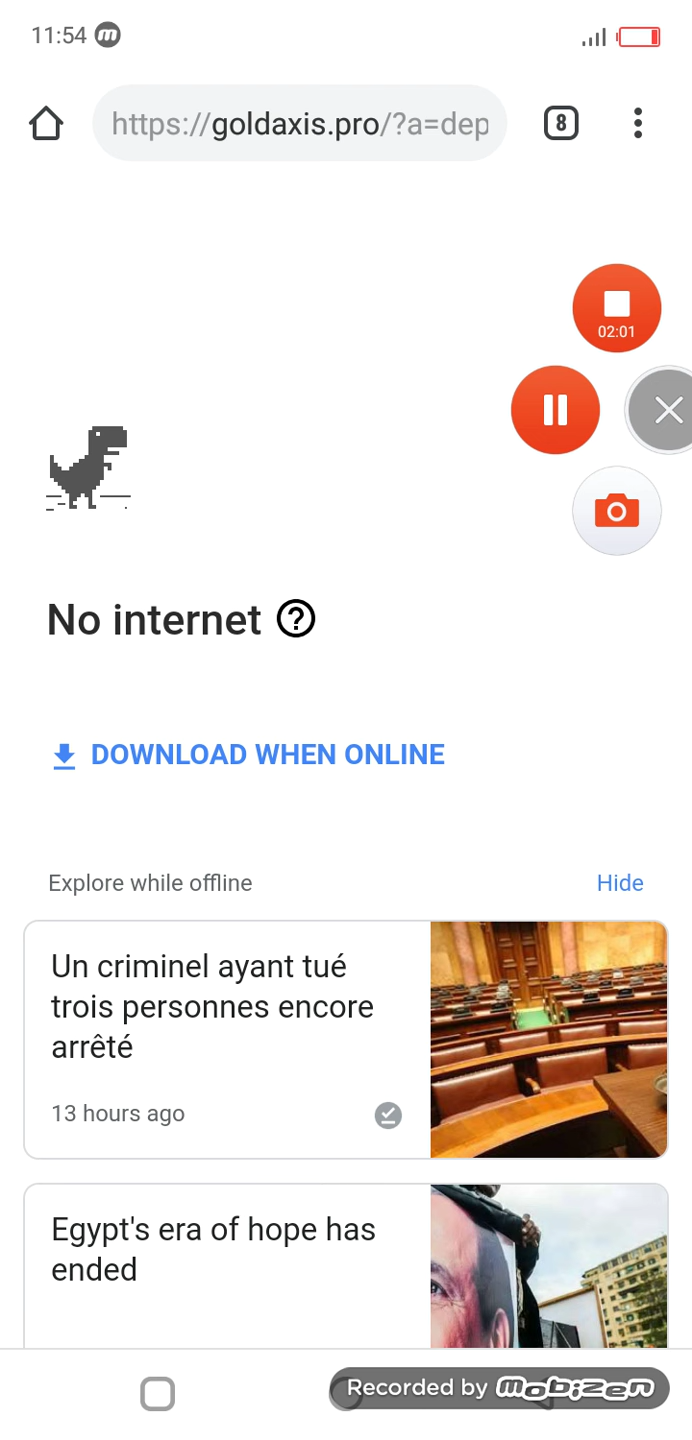 11:54
https://goldaxis.pro/?a=dep
8
02:01
No internet
DOWNLOAD WHEN ONLINE
Explore while offline
Hide
Un criminel ayant tué
trois personnes encore
arrêté
13 hours ago
Egypt's era of hope has
ended
Recorded by mobizen